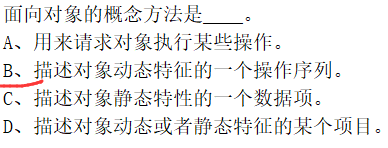 面向对象的概念方法是____。
A、用来请求对象执行某些操作。
B、描述对象动态特征的一个操作序列。
C、描述对象静态特性的一个数据项。
D、描述对象动态或者静态特征的某个项目。